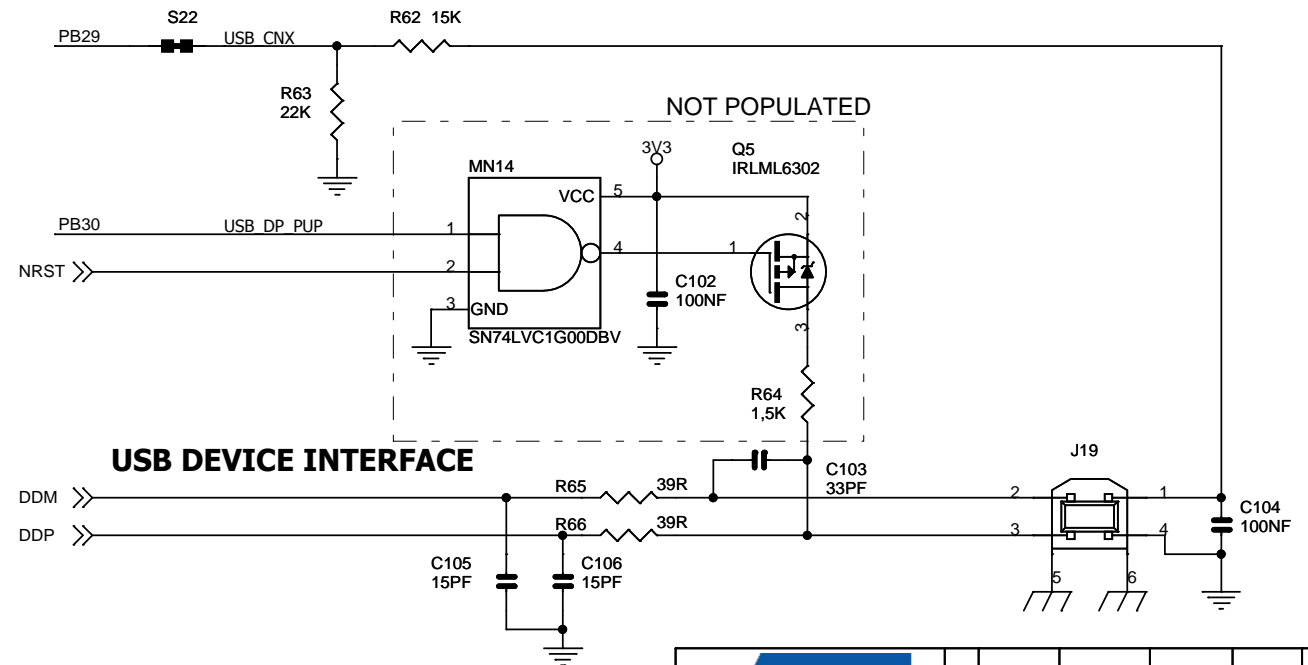 S22
R62 15K
PB29
USB_CNX
R63
22K
NOT POPULATED
3V3
Q5
IRLML6302
MN14
VCC 5
2
PB30
USB_DP_PUP
1
4
1
NRST
2
C102
100NF
3 GND
3
SN74LVC1G00DBV
R64
1,5K
USB DEVICE INTERFACE
J19
C103
33PF
DDM
R65 39R
2
1
C104
100NF
DDP
R66 39R
3
4
C105
15PF
C106
15PF
5
6